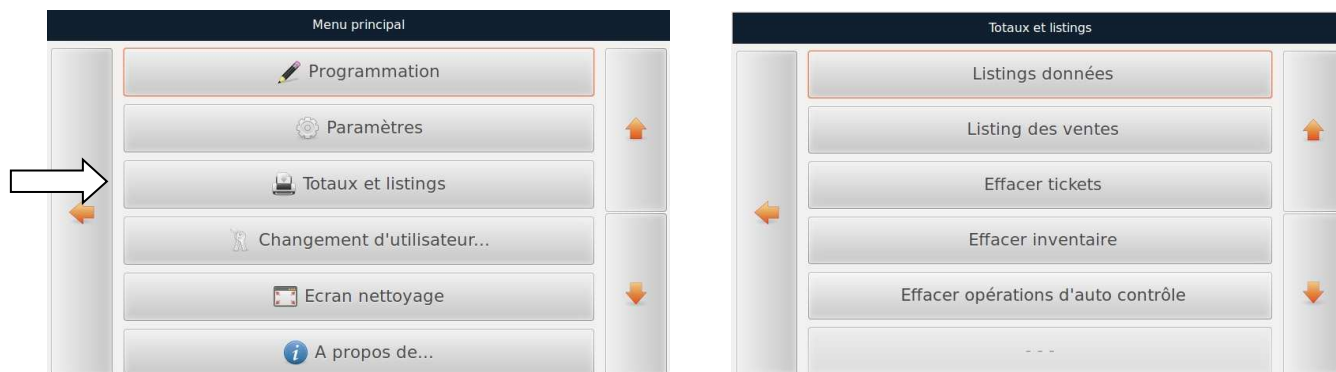 Menu principal
Programmation
Paramètres
Totaux et listings
Changement d'utilisateur...
Ecran nettoyage
A propos de...
Totaux et listings
Listings données
Listing des ventes
Effacer tickets
Effacer inventaire
Effacer opérations d'auto contrôle
- - -